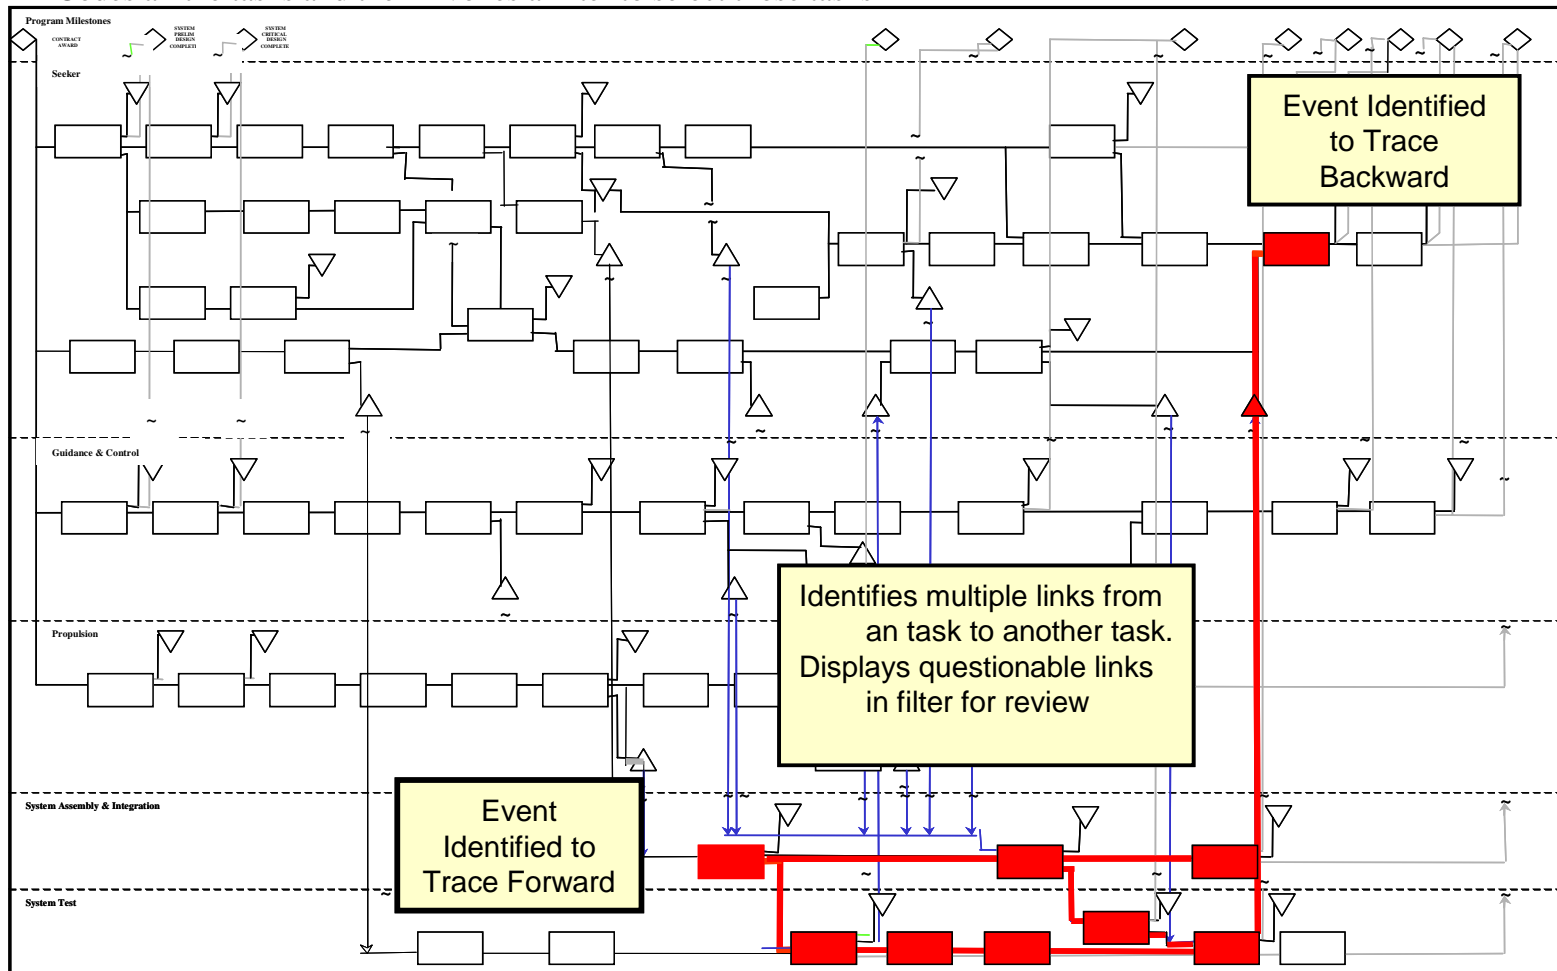 Program Milestones
CONTRACT
AWARD
SYSTEM
PRELIM
DESIGN
COMPLETI
SYSTEM
CRITICAL
DESIGN
COMPLETE
Seeker
Event Identified
to Trace
Backward
Guidance & Control
Identifies multiple links from
an task to another task.
Displays questionable links
in filter for review
Propulsion
System Assembly & Integration
Event
Identified to
Trace Forward
System Test